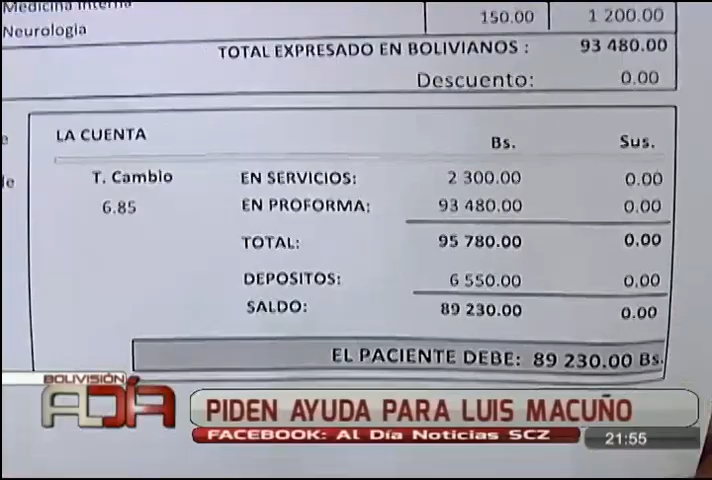 Medicina Interna
150.00 1 200.00
Neurologia
TOTAL EXPRESADO EN BOLIVIANOS : 93 480.00
Descuento: 0.00
LA CUENTA Bs. Sus.
T. Cambio EN SERVICIOS: 2 300.00 0.00
6.85 EN PROFORMA: 93 480.00 0.00
TOTAL: 95 780.00 0.00
DEPOSITOS: 6 550.00 0.00
SALDO: 89 230.00 0.00
EL PACIENTE DEBE: 89 230.00 Bs.
BOLIVISIÓN
ALDÍA
PIDEN AYUDA PARA LUIS MACUÑO
FACEBOOK: Al Día Noticias SCZ
21:55